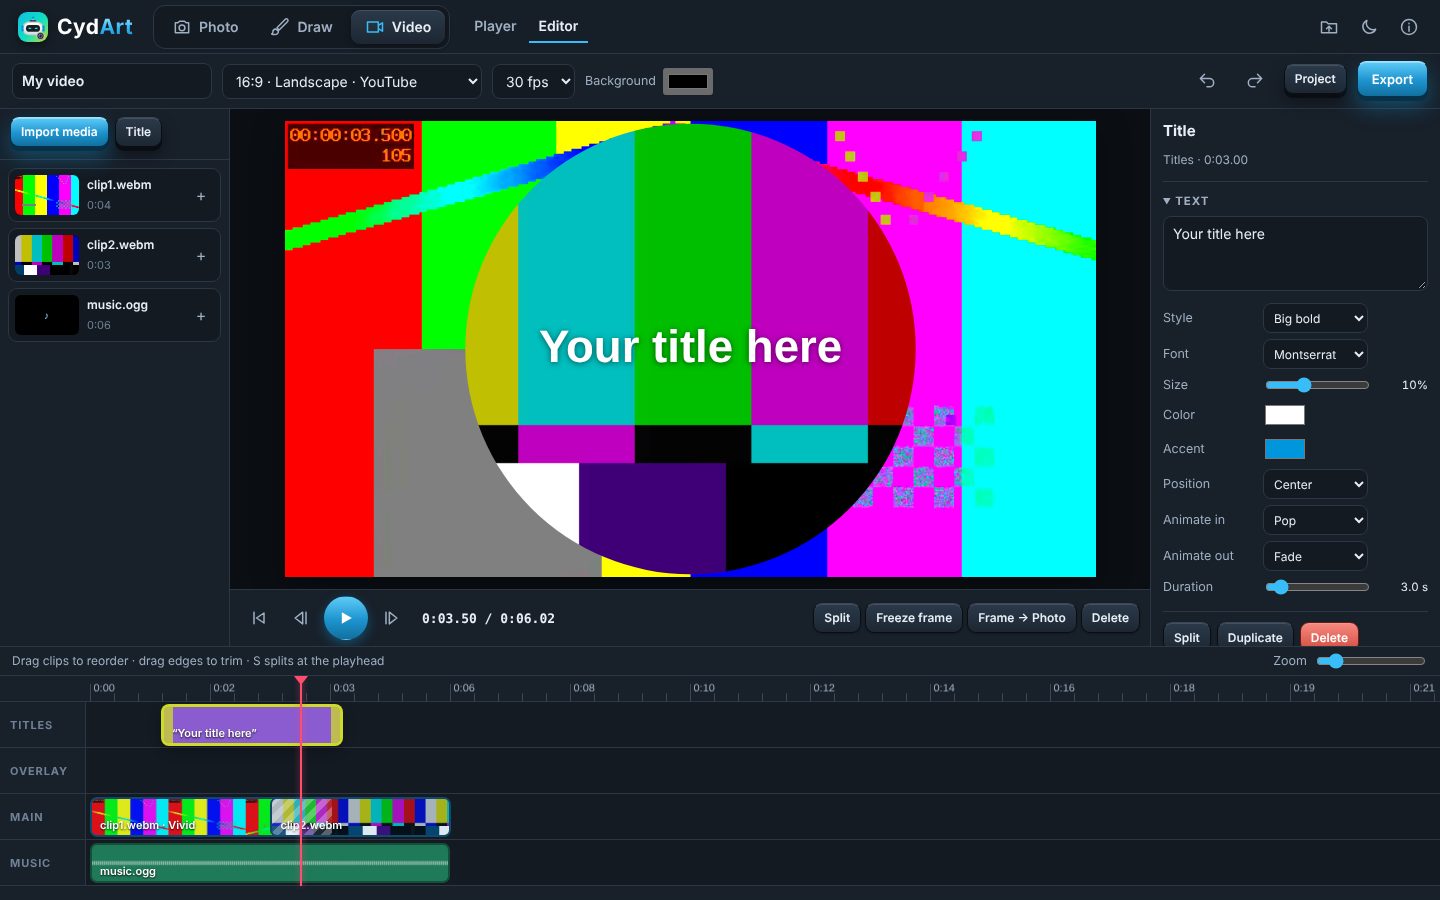 CydArt
Photo
Draw
Video
Player
Editor
My video
16:9 · Landscape · YouTube
30 fps
Background
Project
Export
Import media
Title
clip1.webm
0:04
+
clip2.webm
0:03
+
♪
music.ogg
0:06
+
00:00:03.500
105
Your title here
0:03.50 / 0:06.02
Split
Freeze frame
Frame → Photo
Delete
Title
Titles · 0:03.00
▼ TEXT
Your title here
Style
Big bold
Font
Montserrat
Size
10%
Color
Accent
Position
Center
Animate in
Pop
Animate out
Fade
Duration
3.0 s
Split
Duplicate
Delete
Drag clips to reorder · drag edges to trim · S splits at the playhead
Zoom
0:00
0:02
0:03
0:06
0:08
0:10
0:12
0:14
0:16
0:18
0:19
0:21
TITLES
“Your title here”
OVERLAY
MAIN
clip1.webm · Vivid
clip2.webm
MUSIC
music.ogg